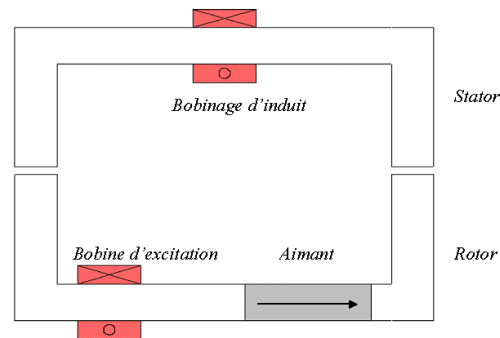 Bobinage d'induit
Stator
Bobine d'excitation
Aimant
Rotor